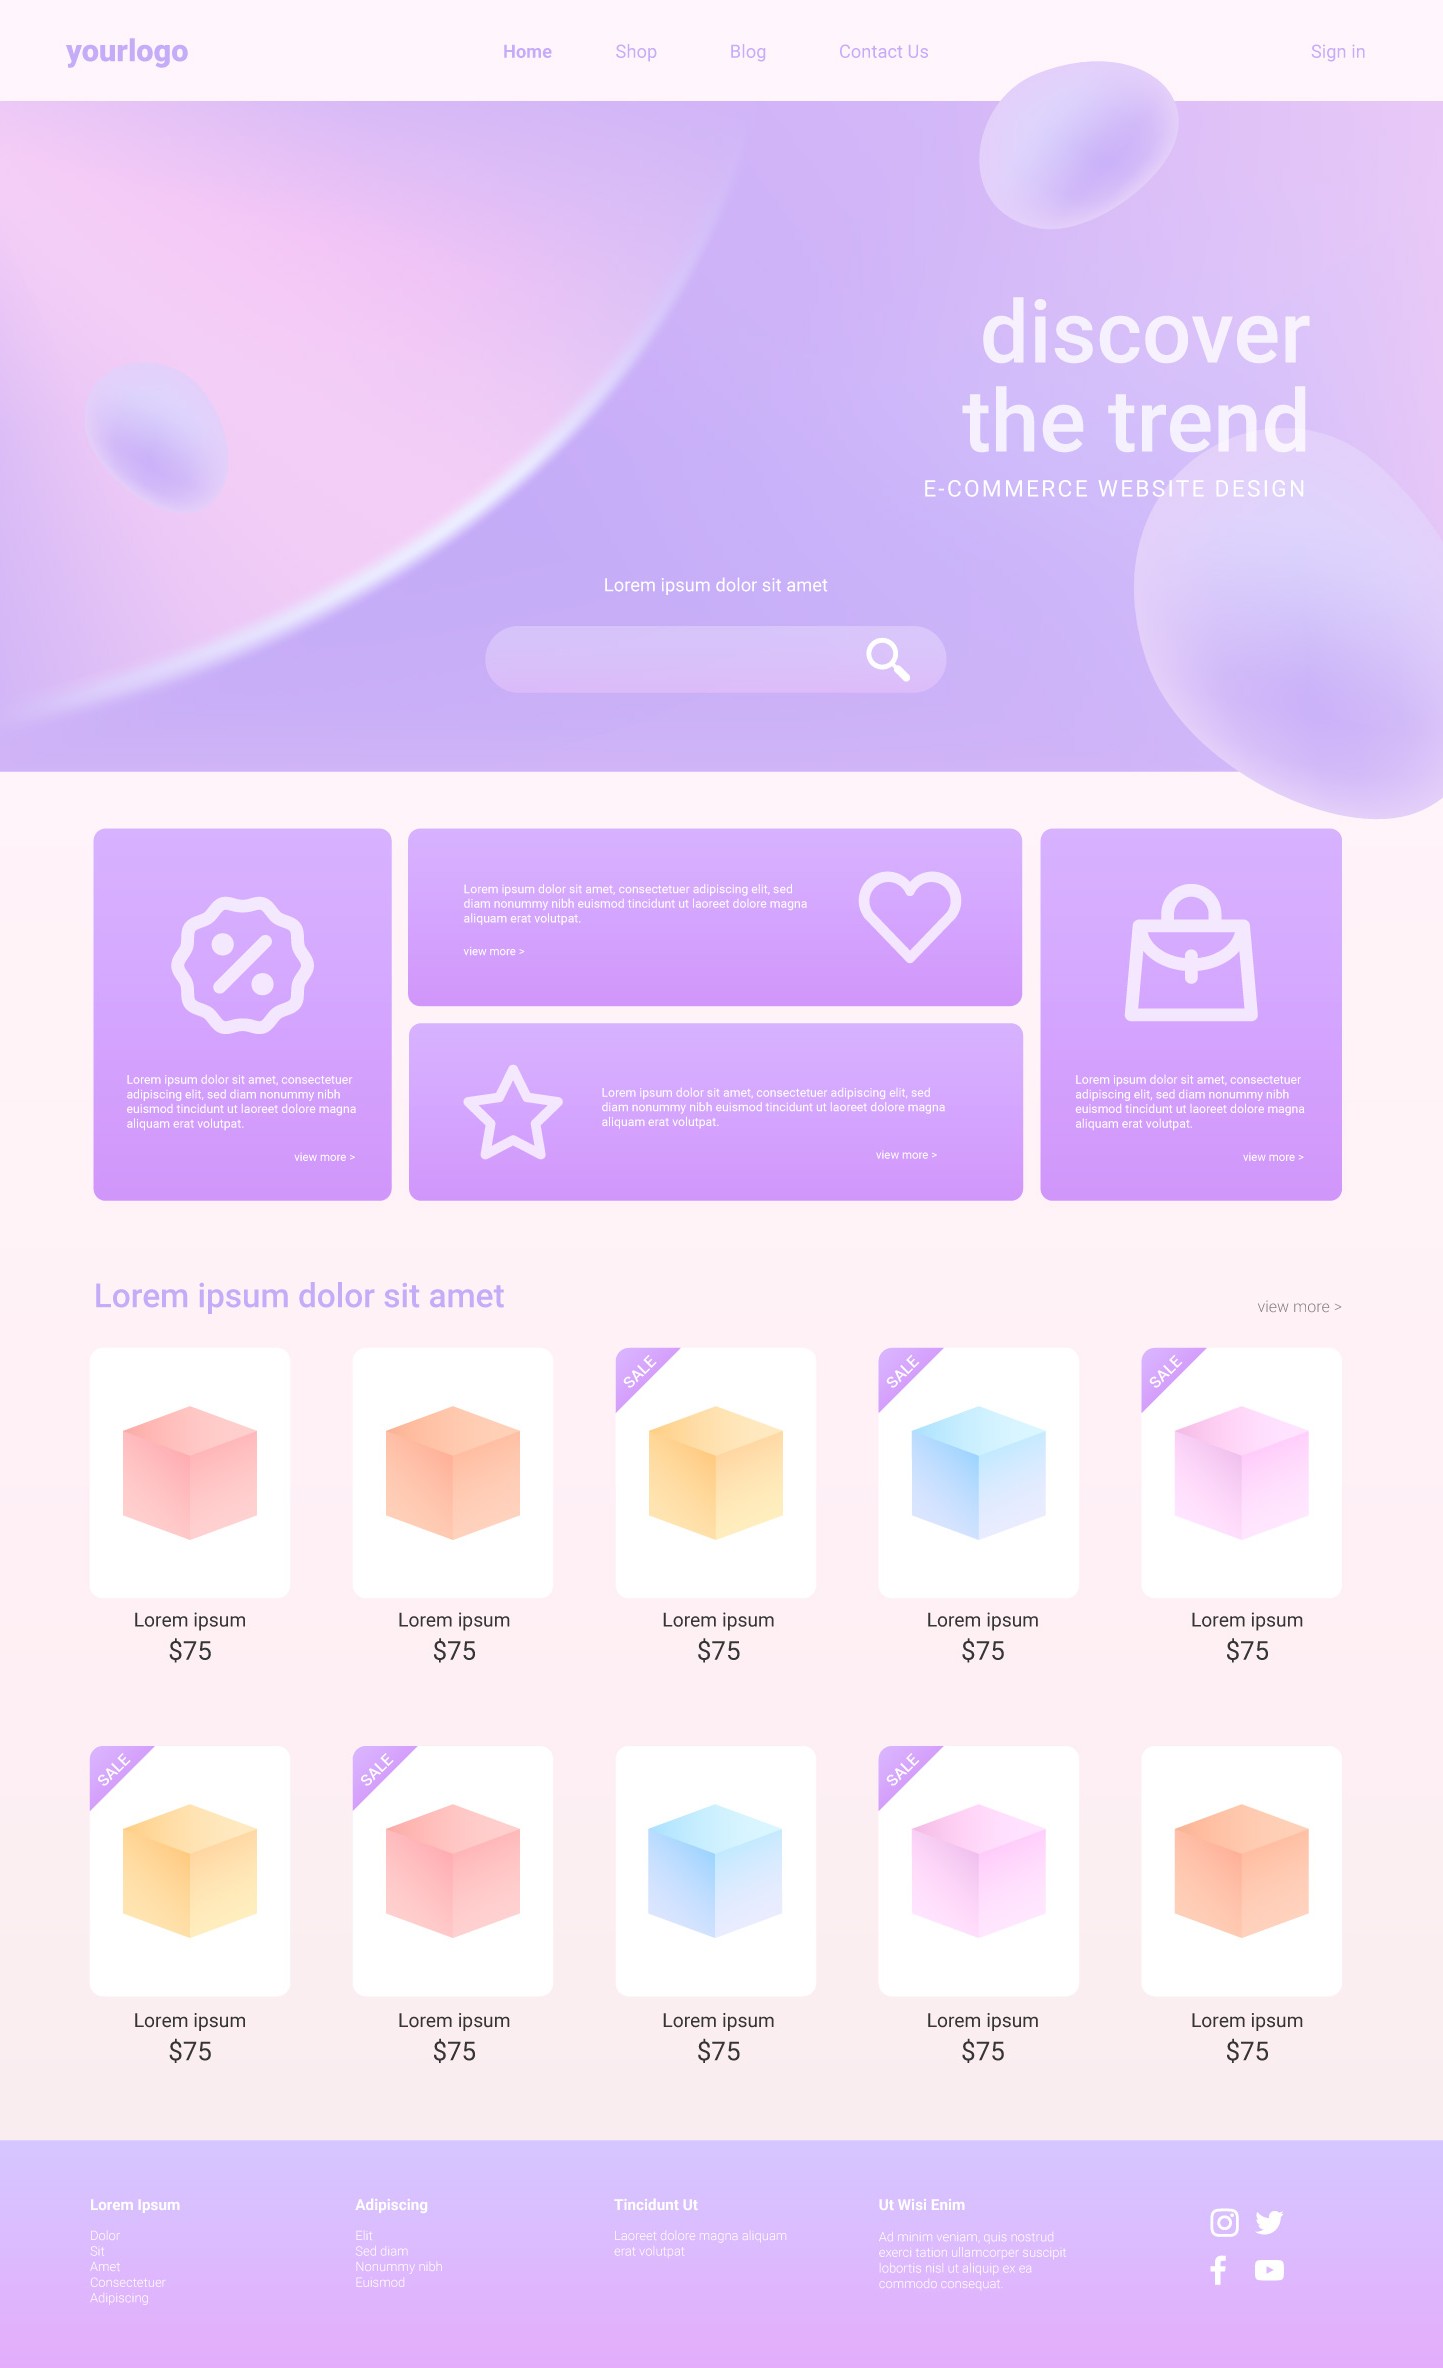 yourlogo
Home
Shop
Blog
Contact Us
Sign in
discover
the trend
E-COMMERCE WEBSITE DESIGN
Lorem ipsum dolor sit amet
Lorem ipsum dolor sit amet, consectetuer
adipiscing elit, sed diam nonummy nibh
euismod tincidunt ut laoreet dolore magna
aliquam erat volutpat.
view more >
Lorem ipsum dolor sit amet, consectetuer adipiscing elit, sed
diam nonummy nibh euismod tincidunt ut laoreet dolore magna
aliquam erat volutpat.
view more >
Lorem ipsum dolor sit amet, consectetuer adipiscing elit, sed
diam nonummy nibh euismod tincidunt ut laoreet dolore magna
aliquam erat volutpat.
view more >
Lorem ipsum dolor sit amet, consectetuer
adipiscing elit, sed diam nonummy nibh
euismod tincidunt ut laoreet dolore magna
aliquam erat volutpat.
view more >
Lorem ipsum dolor sit amet
view more >
Lorem ipsum
$75
Lorem ipsum
$75
SALE
Lorem ipsum
$75
SALE
Lorem ipsum
$75
SALE
Lorem ipsum
$75
SALE
Lorem ipsum
$75
SALE
Lorem ipsum
$75
Lorem ipsum
$75
SALE
Lorem ipsum
$75
Lorem ipsum
$75
Lorem Ipsum
Dolor
Sit
Amet
Consectetuer
Adipiscing
Adipiscing
Elit
Sed diam
Nonummy nibh
Euismod
Tincidunt Ut
Laoreet dolore magna aliquam
erat volutpat
Ut Wisi Enim
Ad minim veniam, quis nostrud
exerci tation ullamcorper suscipit
lobortis nisl ut aliquip ex ea
commodo consequat.